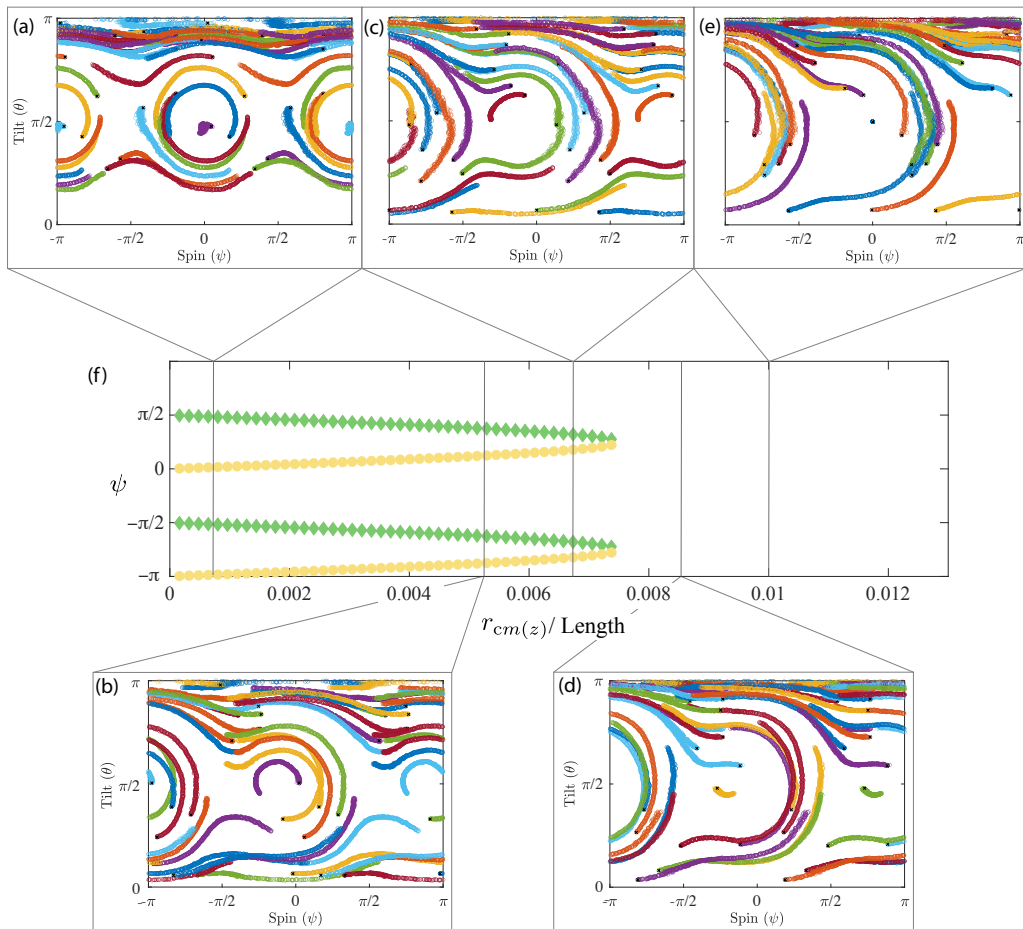 (a)
π
Tilt (θ)
π/2
0
-π
-π/2
0
π/2
π
Spin (ψ)
(c)
-π
-π/2
0
π/2
π
Spin (ψ)
(e)
-π
-π/2
0
π/2
π
Spin (ψ)
(f)
π/2
0
−π/2
−π
ψ
0
0.002
0.004
0.006
0.008
0.01
0.012
r_cm(z)/ Length
(b)
π
Tilt (θ)
π/2
0
−π
-π/2
0
π/2
π
Spin (ψ)
(d)
π
Tilt (θ)
π/2
0
-π
-π/2
0
π/2
π
Spin (ψ)